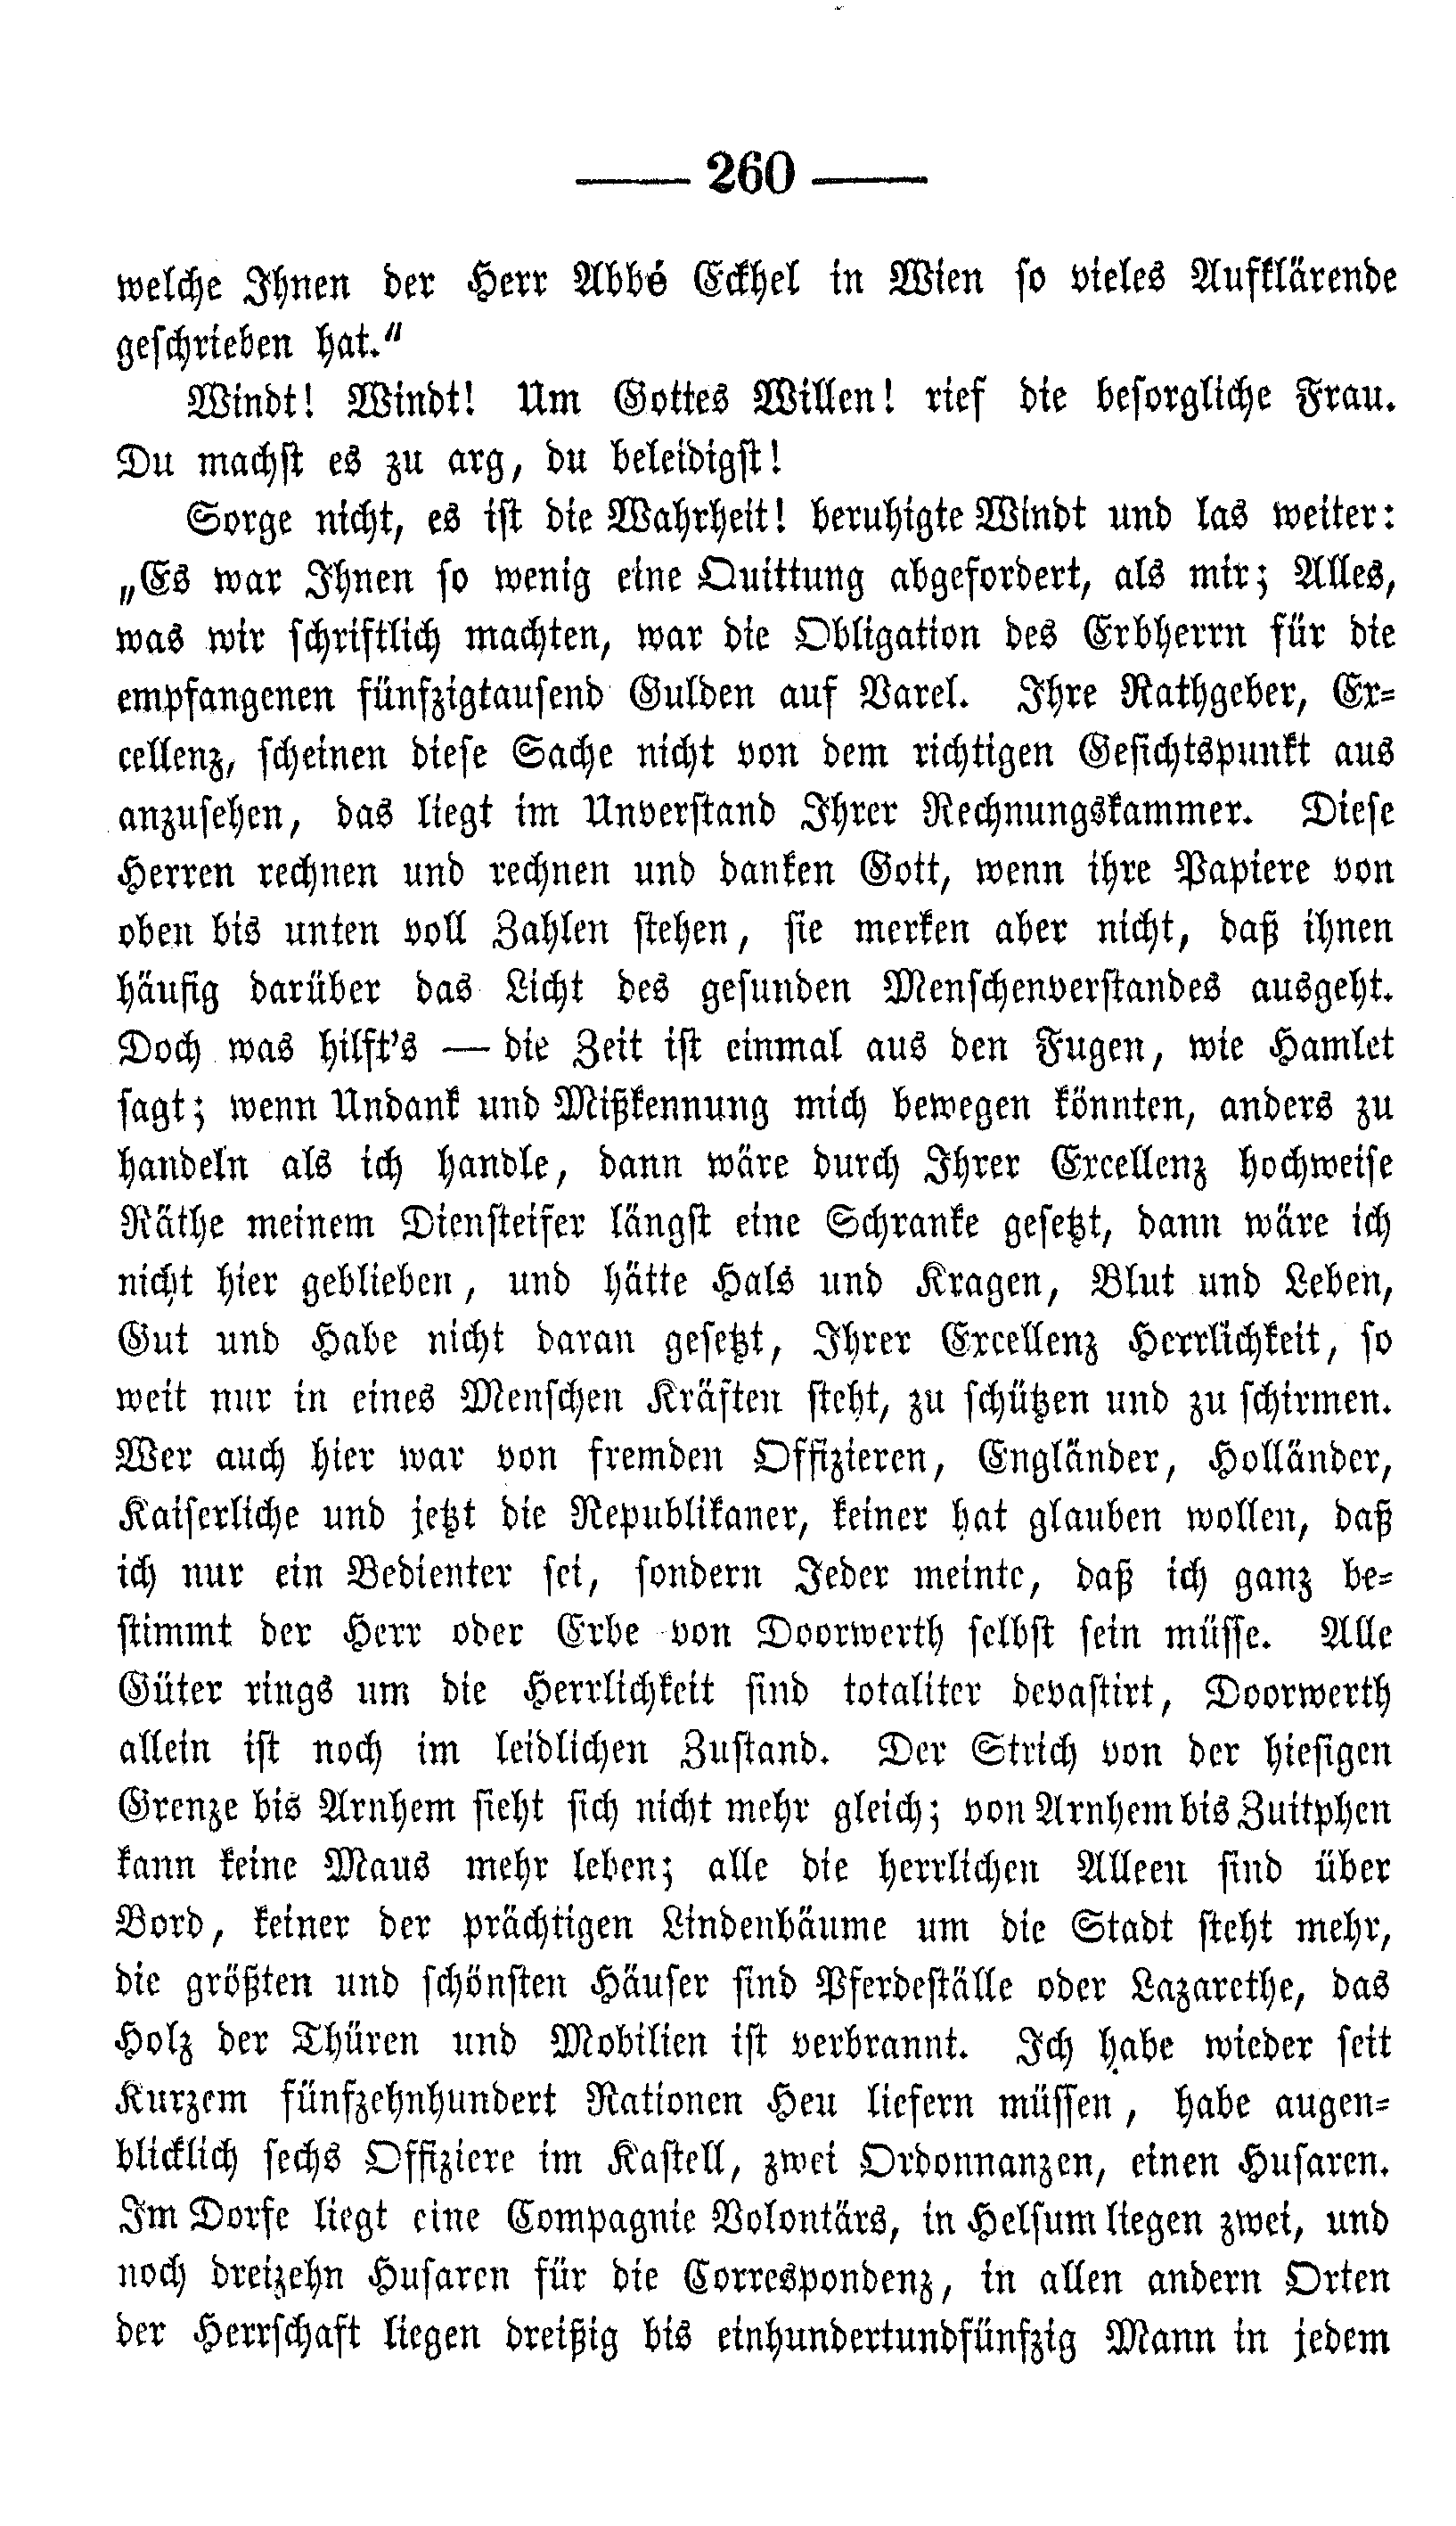 — 260 —
welche Ihnen der Herr Abbé Eckhel in Wien so vieles Aufklärende
geschrieben hat.“
Windt! Windt! Um Gottes Willen! rief die besorgliche Frau.
Du machst es zu arg, du beleidigst!
Sorge nicht, es ist die Wahrheit! beruhigte Windt und las weiter:
„Es war Ihnen so wenig eine Quittung abgefordert, als mir; Alles,
was wir schriftlich machten, war die Obligation des Erbherrn für die
empfangenen fünfzigtausend Gulden auf Varel. Ihre Rathgeber, Ex-
cellenz, scheinen diese Sache nicht von dem richtigen Gesichtspunkt aus
anzusehen, das liegt im Unverstand Ihrer Rechnungskammer. Diese
Herren rechnen und rechnen und danken Gott, wenn ihre Papiere von
oben bis unten voll Zahlen stehen, sie merken aber nicht, daß ihnen
häufig darüber das Licht des gesunden Menschenverstandes ausgeht.
Doch was hilft's — die Zeit ist einmal aus den Fugen, wie Hamlet
sagt; wenn Undank und Mißkennung mich bewegen könnten, anders zu
handeln als ich handle, dann wäre durch Ihrer Excellenz hochweise
Räthe meinem Diensteifer längst eine Schranke gesetzt, dann wäre ich
nicht hier geblieben, und hätte Hals und Kragen, Blut und Leben,
Gut und Habe nicht daran gesetzt, Ihrer Excellenz Herrlichkeit, so
weit nur in eines Menschen Kräften steht, zu schützen und zu schirmen.
Wer auch hier war von fremden Offizieren, Engländer, Holländer,
Kaiserliche und jetzt die Republikaner, keiner hat glauben wollen, daß
ich nur ein Bedienter sei, sondern Jeder meinte, daß ich ganz be-
stimmt der Herr oder Erbe von Doorwerth selbst sein müsse. Alle
Güter rings um die Herrlichkeit sind totaliter devastirt, Doorwerth
allein ist noch im leidlichen Zustand. Der Strich von der hiesigen
Grenze bis Arnhem sieht sich nicht mehr gleich; von Arnhem bis Zuitphen
kann keine Maus mehr leben; alle die herrlichen Alleen sind über
Bord, keiner der prächtigen Lindenbäume um die Stadt steht mehr,
die größten und schönsten Häuser sind Pferdeställe oder Lazarethe, das
Holz der Thüren und Mobilien ist verbrannt. Ich habe wieder seit
Kurzem fünfzehnhundert Rationen Heu liefern müssen, habe augen-
blicklich sechs Offiziere im Kastell, zwei Ordonnanzen, einen Husaren.
Im Dorfe liegt eine Compagnie Volontärs, in Helsum liegen zwei, und
noch dreizehn Husaren für die Correspondenz, in allen andern Orten
der Herrschaft liegen dreißig bis einhundertundfünfzig Mann in jedem